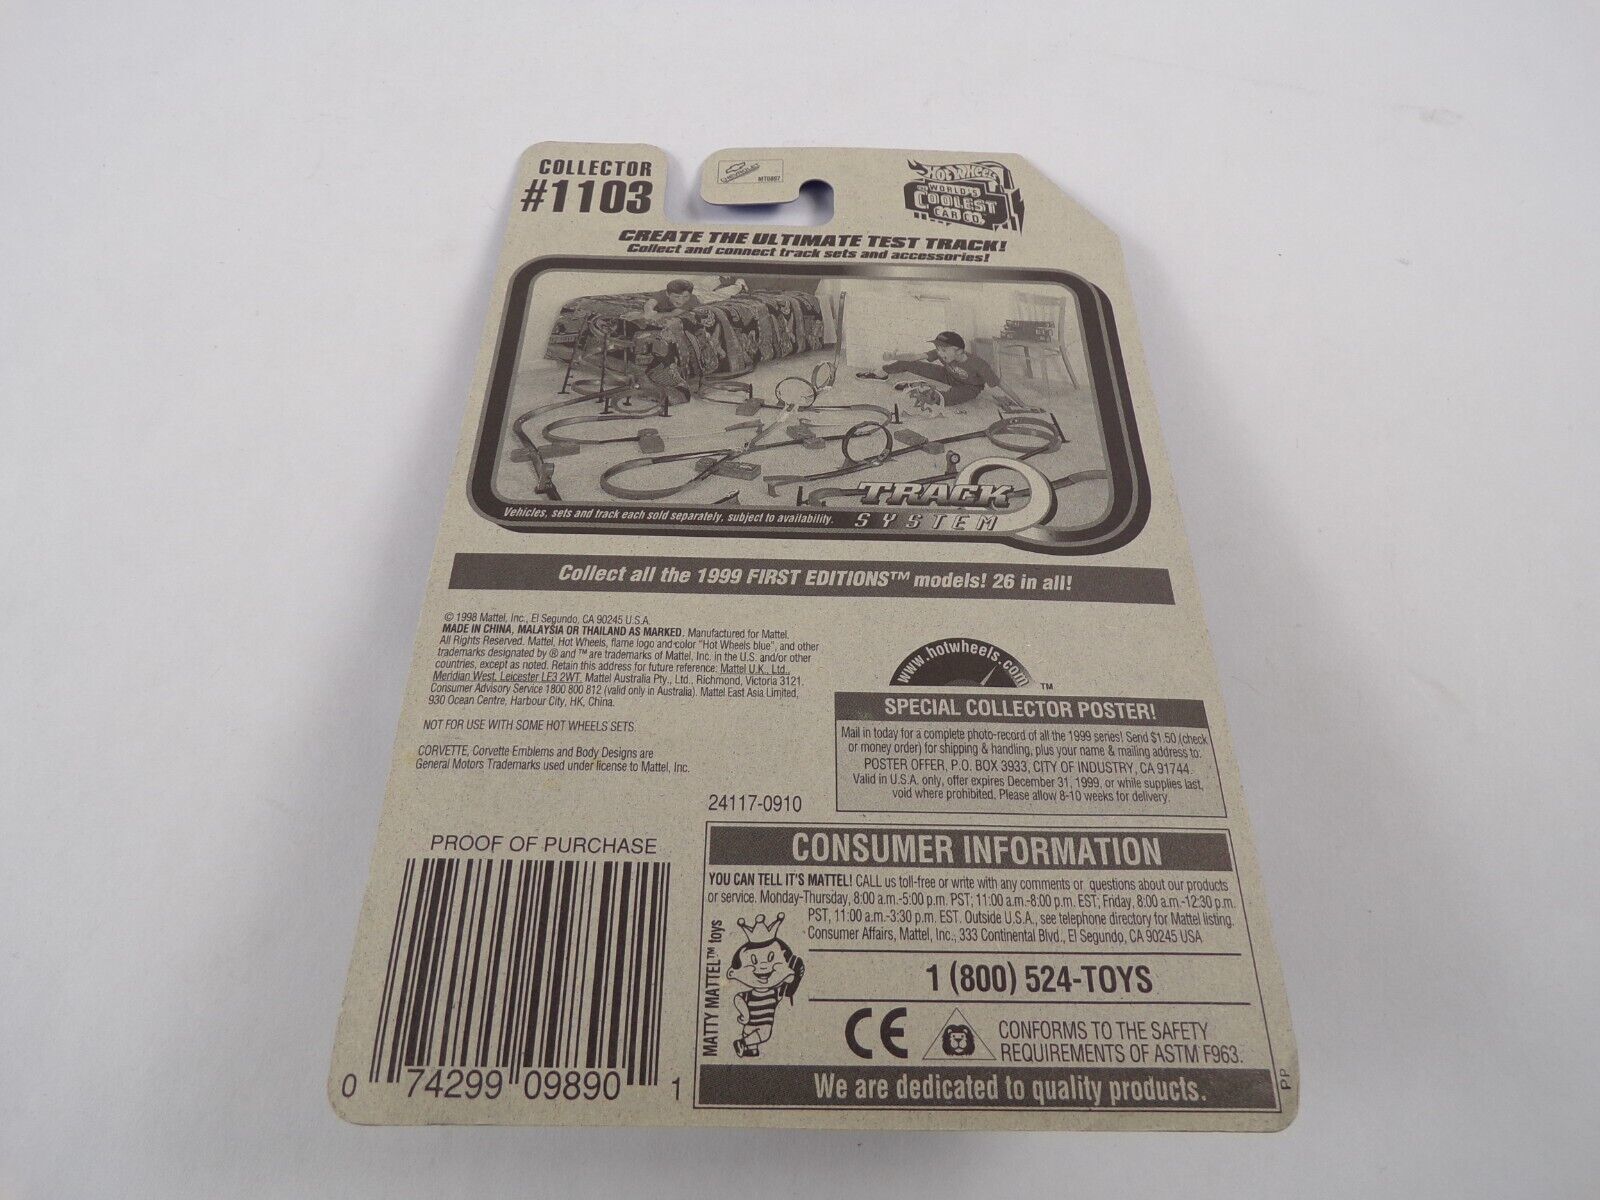 COLLECTOR
#1103
CHEVROLET
MT0897
HOT WHEELS
WORLD'S
COOLEST
CAR CO.
CREATE THE ULTIMATE TEST TRACK!
Collect and connect track sets and accessories!
TRACK
SYSTEM
Vehicles, sets and track each sold separately, subject to availability.
Collect all the 1999 FIRST EDITIONS™ models! 26 in all!
© 1998 Mattel, Inc., El Segundo, CA 90245 U.S.A.
MADE IN CHINA, MALAYSIA OR THAILAND AS MARKED. Manufactured for Mattel.
All Rights Reserved. Mattel, Hot Wheels, flame logo and color "Hot Wheels blue", and other
trademarks designated by ® and ™ are trademarks of Mattel, Inc. in the U.S. and/or other
countries, except as noted. Retain this address for future reference: Mattel U.K., Ltd.,
Meridian West, Leicester LE3 2WT. Mattel Australia Pty., Ltd., Richmond, Victoria 3121.
Consumer Advisory Service 1800 800 812 (valid only in Australia). Mattel East Asia Limited,
930 Ocean Centre, Harbour City, HK, China.
NOT FOR USE WITH SOME HOT WHEELS SETS.
CORVETTE, Corvette Emblems and Body Designs are
General Motors Trademarks used under license to Mattel, Inc.
24117-0910
www.hotwheels.com
™
SPECIAL COLLECTOR POSTER!
Mail in today for a complete photo-record of all the 1999 series! Send $1.50 (check
or money order) for shipping & handling, plus your name & mailing address to:
POSTER OFFER, P.O. BOX 3933, CITY OF INDUSTRY, CA 91744.
Valid in U.S.A. only, offer expires December 31, 1999, or while supplies last,
void where prohibited. Please allow 8-10 weeks for delivery.
PROOF OF PURCHASE
0 74299 09890 1
CONSUMER INFORMATION
YOU CAN TELL IT'S MATTEL! CALL us toll-free or write with any comments or questions about our products
or service. Monday-Thursday, 8:00 a.m.-5:00 p.m. PST; 11:00 a.m.-8:00 p.m. EST; Friday, 8:00 a.m.-12:30 p.m.
PST, 11:00 a.m.-3:30 p.m. EST. Outside U.S.A., see telephone directory for Mattel listing.
Consumer Affairs, Mattel, Inc., 333 Continental Blvd., El Segundo, CA 90245 USA
MATTY MATTEL™ toys
1 (800) 524-TOYS
CE
CONFORMS TO THE SAFETY
REQUIREMENTS OF ASTM F963.
We are dedicated to quality products.
PP